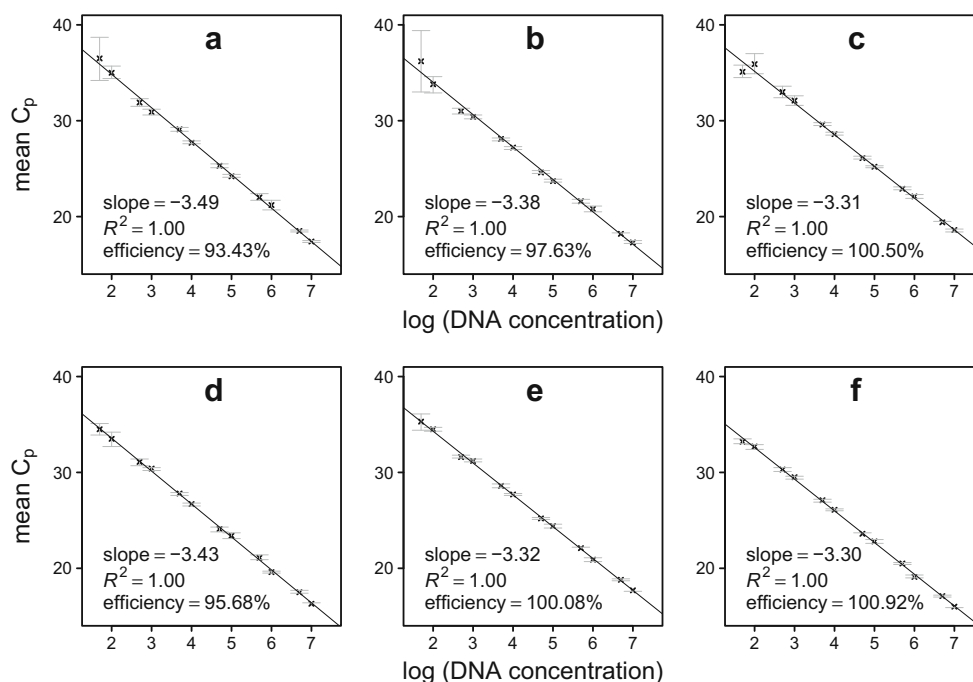 a
b
c
mean Cp
40
30
20
slope = −3.49
R² = 1.00
efficiency = 93.43%
2 3 4 5 6 7
40
30
20
slope = −3.38
R² = 1.00
efficiency = 97.63%
2 3 4 5 6 7
40
30
20
slope = −3.31
R² = 1.00
efficiency = 100.50%
2 3 4 5 6 7
log (DNA concentration)
d
e
f
mean Cp
40
30
20
slope = −3.43
R² = 1.00
efficiency = 95.68%
2 3 4 5 6 7
40
30
20
slope = −3.32
R² = 1.00
efficiency = 100.08%
2 3 4 5 6 7
40
30
20
slope = −3.30
R² = 1.00
efficiency = 100.92%
2 3 4 5 6 7
log (DNA concentration)